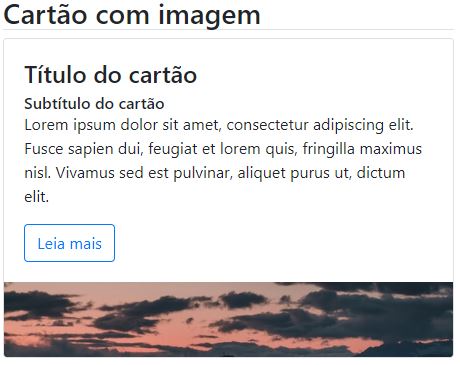 Cartão com imagem
Título do cartão
Subtítulo do cartão
Lorem ipsum dolor sit amet, consectetur adipiscing elit.
Fusce sapien dui, feugiat et lorem quis, fringilla maximus
nisl. Vivamus sed est pulvinar, aliquet purus ut, dictum
elit.
Leia mais